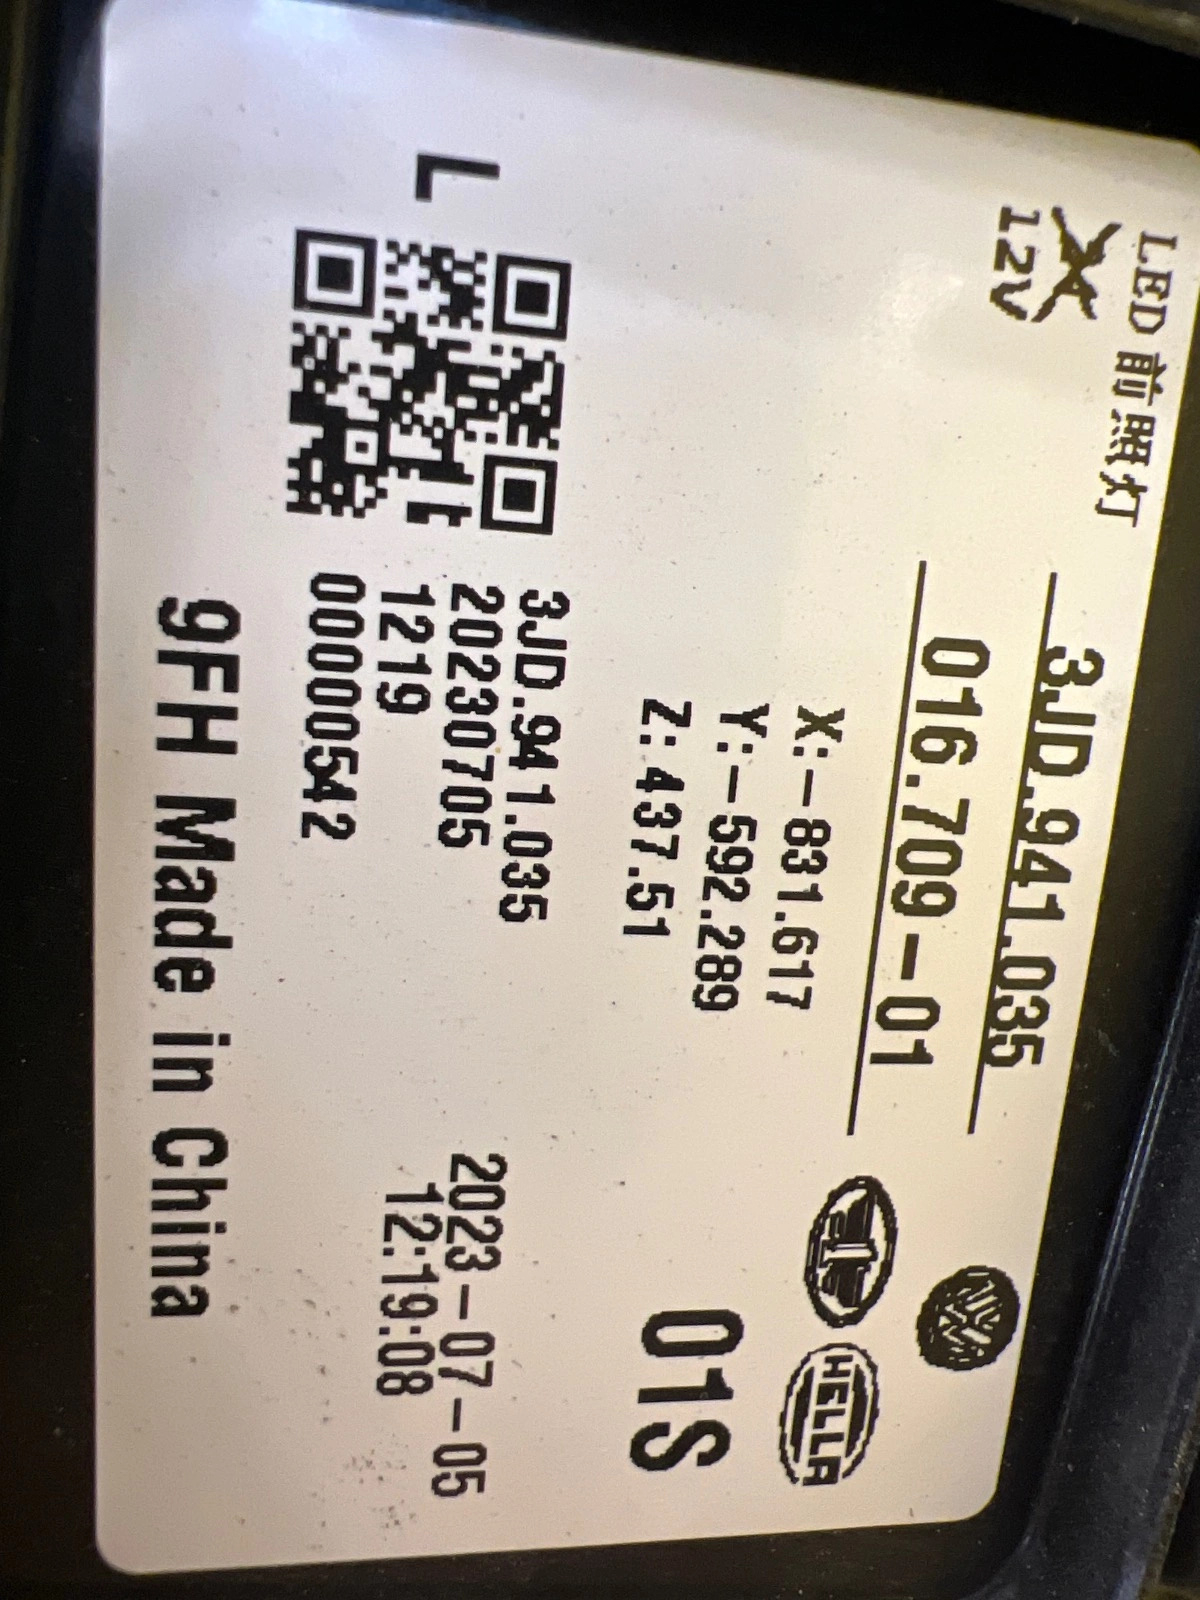 LED 前照灯
12V
3JD.941.035
016.709-01
HELLA
X:-831.617
Y:-592.289
Z:437.51
01S
L
3JD.941.035
20230705
1219
00000542
2023-07-05
12:19:08
9FH Made in China